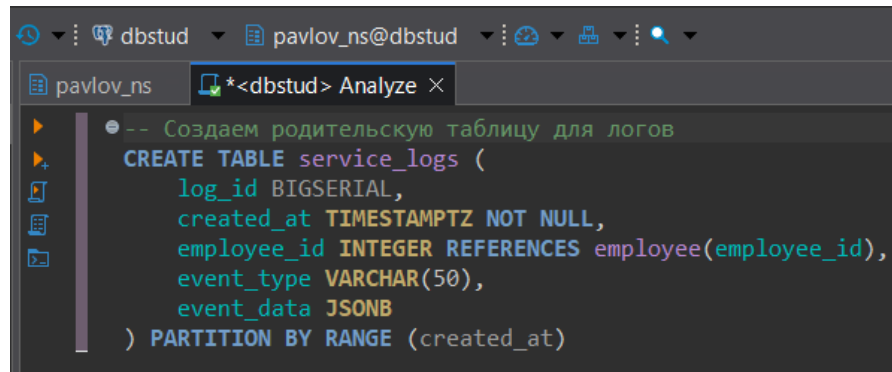 dbstud pavlov_ns@dbstud
pavlov_ns *<dbstud> Analyze
-- Создаем родительскую таблицу для логов
CREATE TABLE service_logs (
log_id BIGSERIAL,
created_at TIMESTAMPTZ NOT NULL,
employee_id INTEGER REFERENCES employee(employee_id),
event_type VARCHAR(50),
event_data JSONB
) PARTITION BY RANGE (created_at)